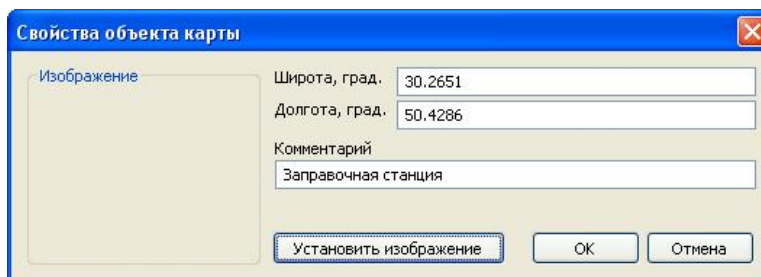 Свойства объекта карты
Изображение
Широта, град. 30.2651
Долгота, град. 50.4286
Комментарий
Заправочная станция
Установить изображение OK Отмена